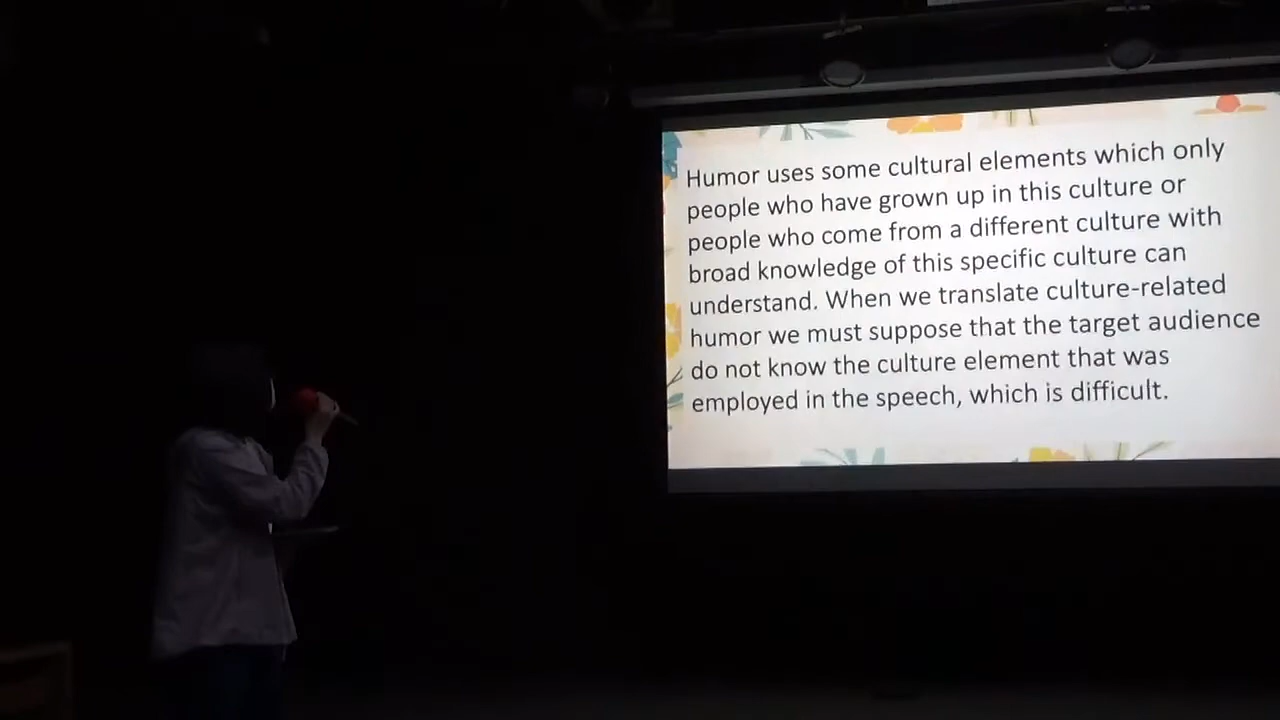 Humor uses some cultural elements which only
people who have grown up in this culture or
people who come from a different culture with
broad knowledge of this specific culture can
understand. When we translate culture-related
humor we must suppose that the target audience
do not know the culture element that was
employed in the speech, which is difficult.